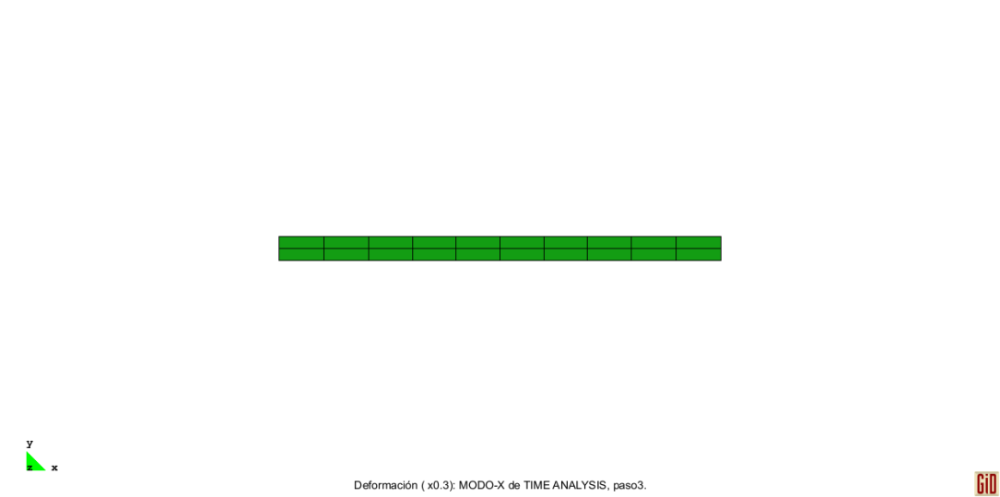 y
z x
Deformación ( x0.3): MODO-X de TIME ANALYSIS, paso3.
GiD